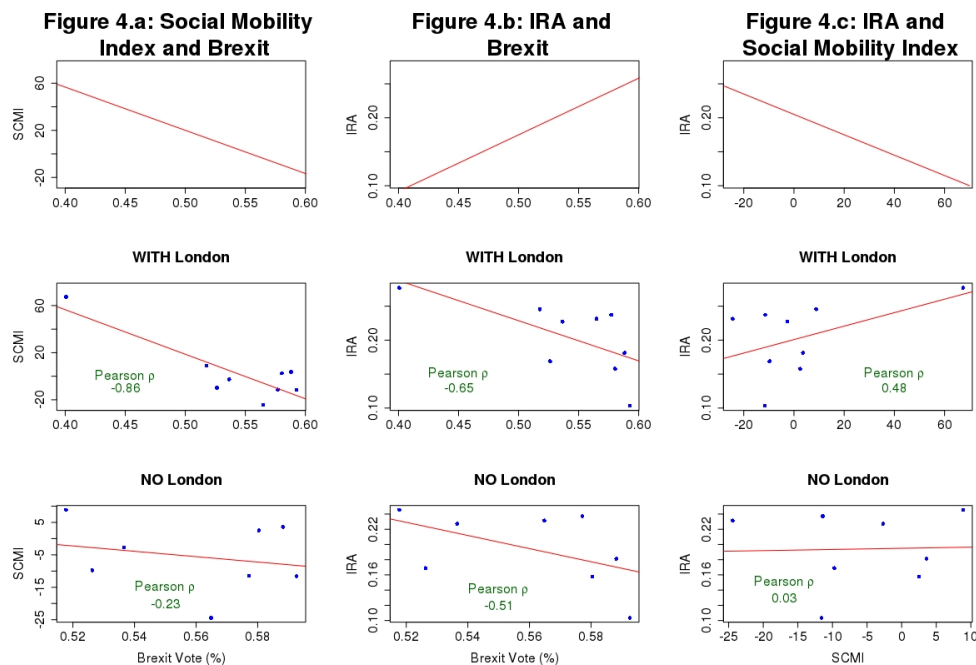 Figure 4.a: Social Mobility
Index and Brexit
SCMI
60
20
-20
0.40 0.45 0.50 0.55 0.60
Figure 4.b: IRA and
Brexit
IRA
0.20
0.10
0.40 0.45 0.50 0.55 0.60
Figure 4.c: IRA and
Social Mobility Index
IRA
0.20
0.10
-20 0 20 40 60
WITH London
SCMI
60
20
-20
Pearson ρ
-0.86
0.40 0.45 0.50 0.55 0.60
WITH London
IRA
0.20
0.10
Pearson ρ
-0.65
0.40 0.45 0.50 0.55 0.60
WITH London
IRA
0.20
0.10
Pearson ρ
0.48
-20 0 20 40 60
NO London
SCMI
5
-5
-15
-25
Pearson ρ
-0.23
0.52 0.54 0.56 0.58
Brexit Vote (%)
NO London
IRA
0.22
0.16
0.10
Pearson ρ
-0.51
0.52 0.54 0.56 0.58
Brexit Vote (%)
NO London
IRA
0.22
0.16
0.10
Pearson ρ
0.03
-25 -20 -15 -10 -5 0 5 10
SCMI